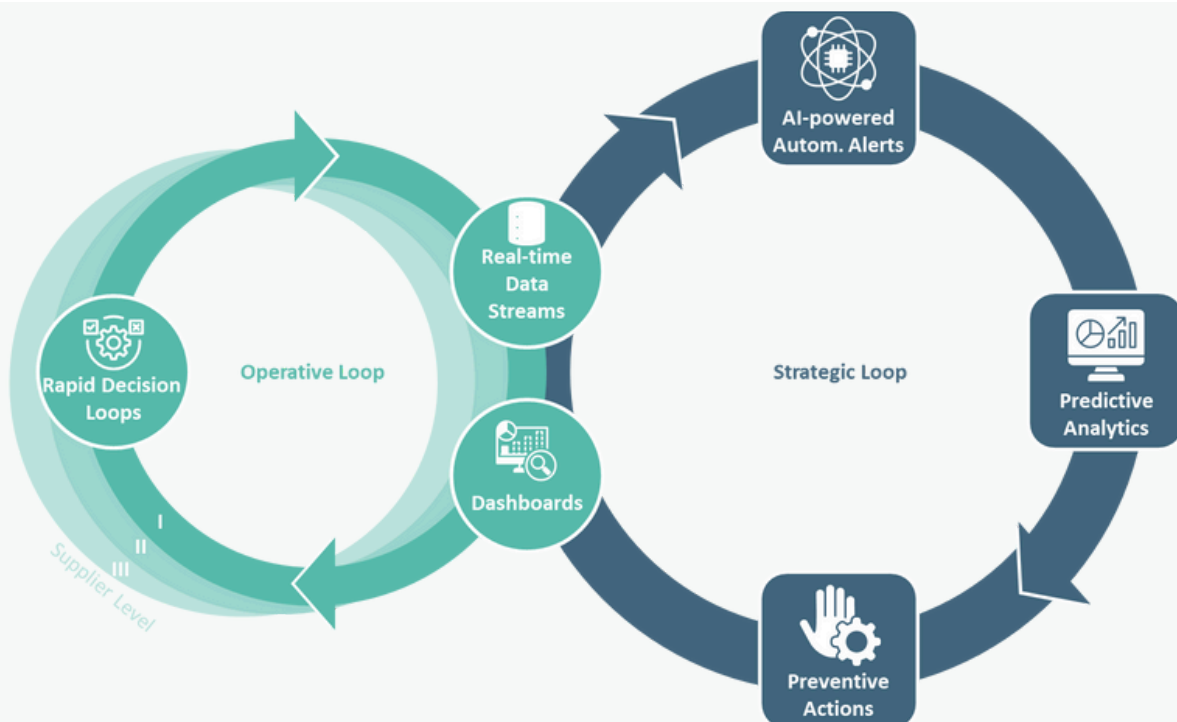 AI-powered
Autom. Alerts
Real-time
Data
Streams
Rapid Decision
Loops
Operative Loop
Strategic Loop
Predictive
Analytics
Dashboards
I
II
III
Supplier Level
Preventive
Actions